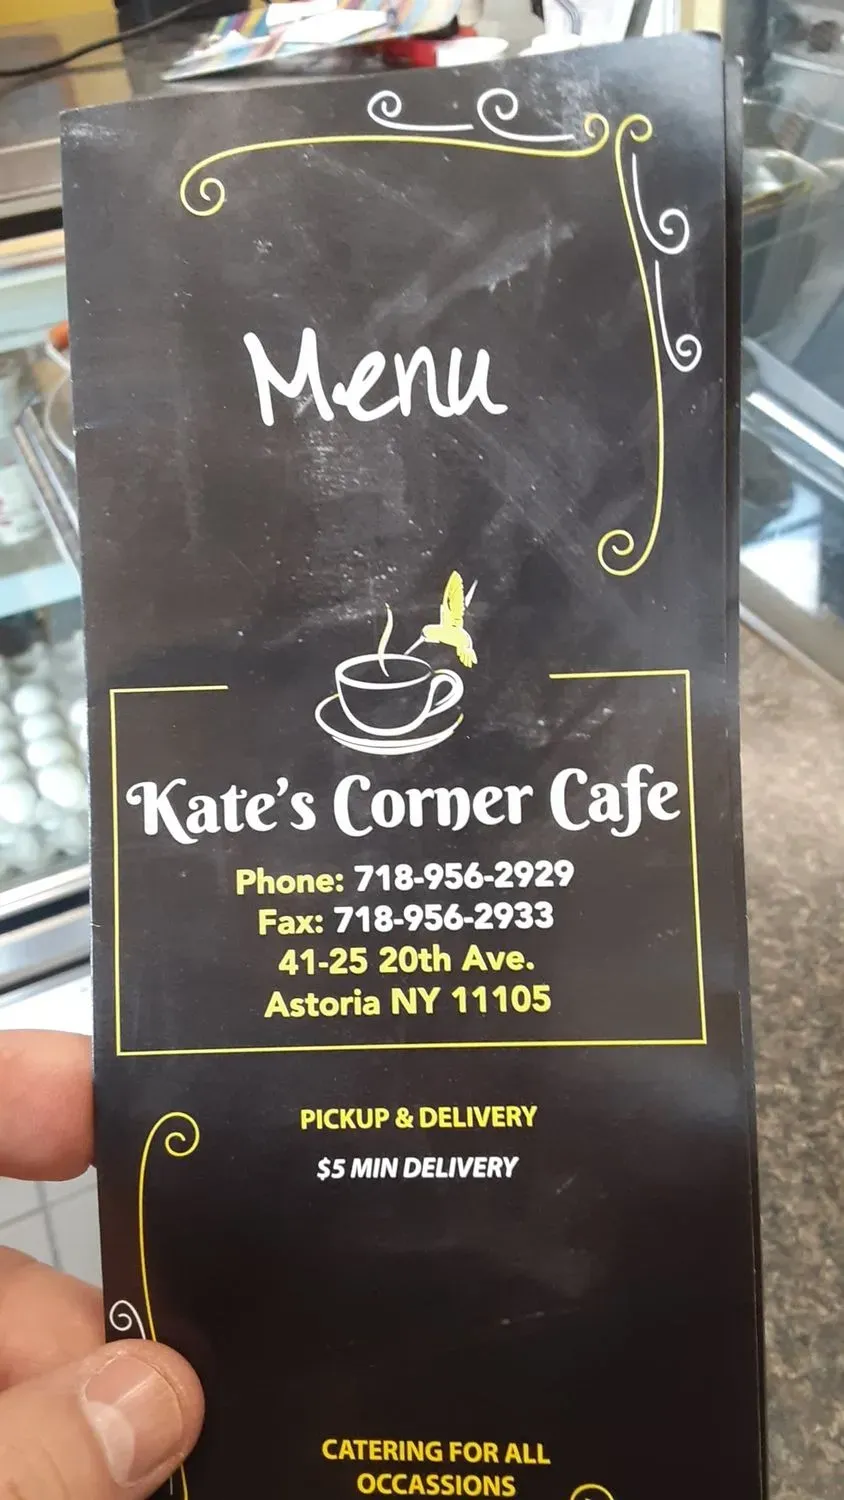 Menu
Kate's Corner Cafe
Phone: 718-956-2929
Fax: 718-956-2933
41-25 20th Ave.
Astoria NY 11105
PICKUP & DELIVERY
$5 MIN DELIVERY
CATERING FOR ALL
OCCASSIONS